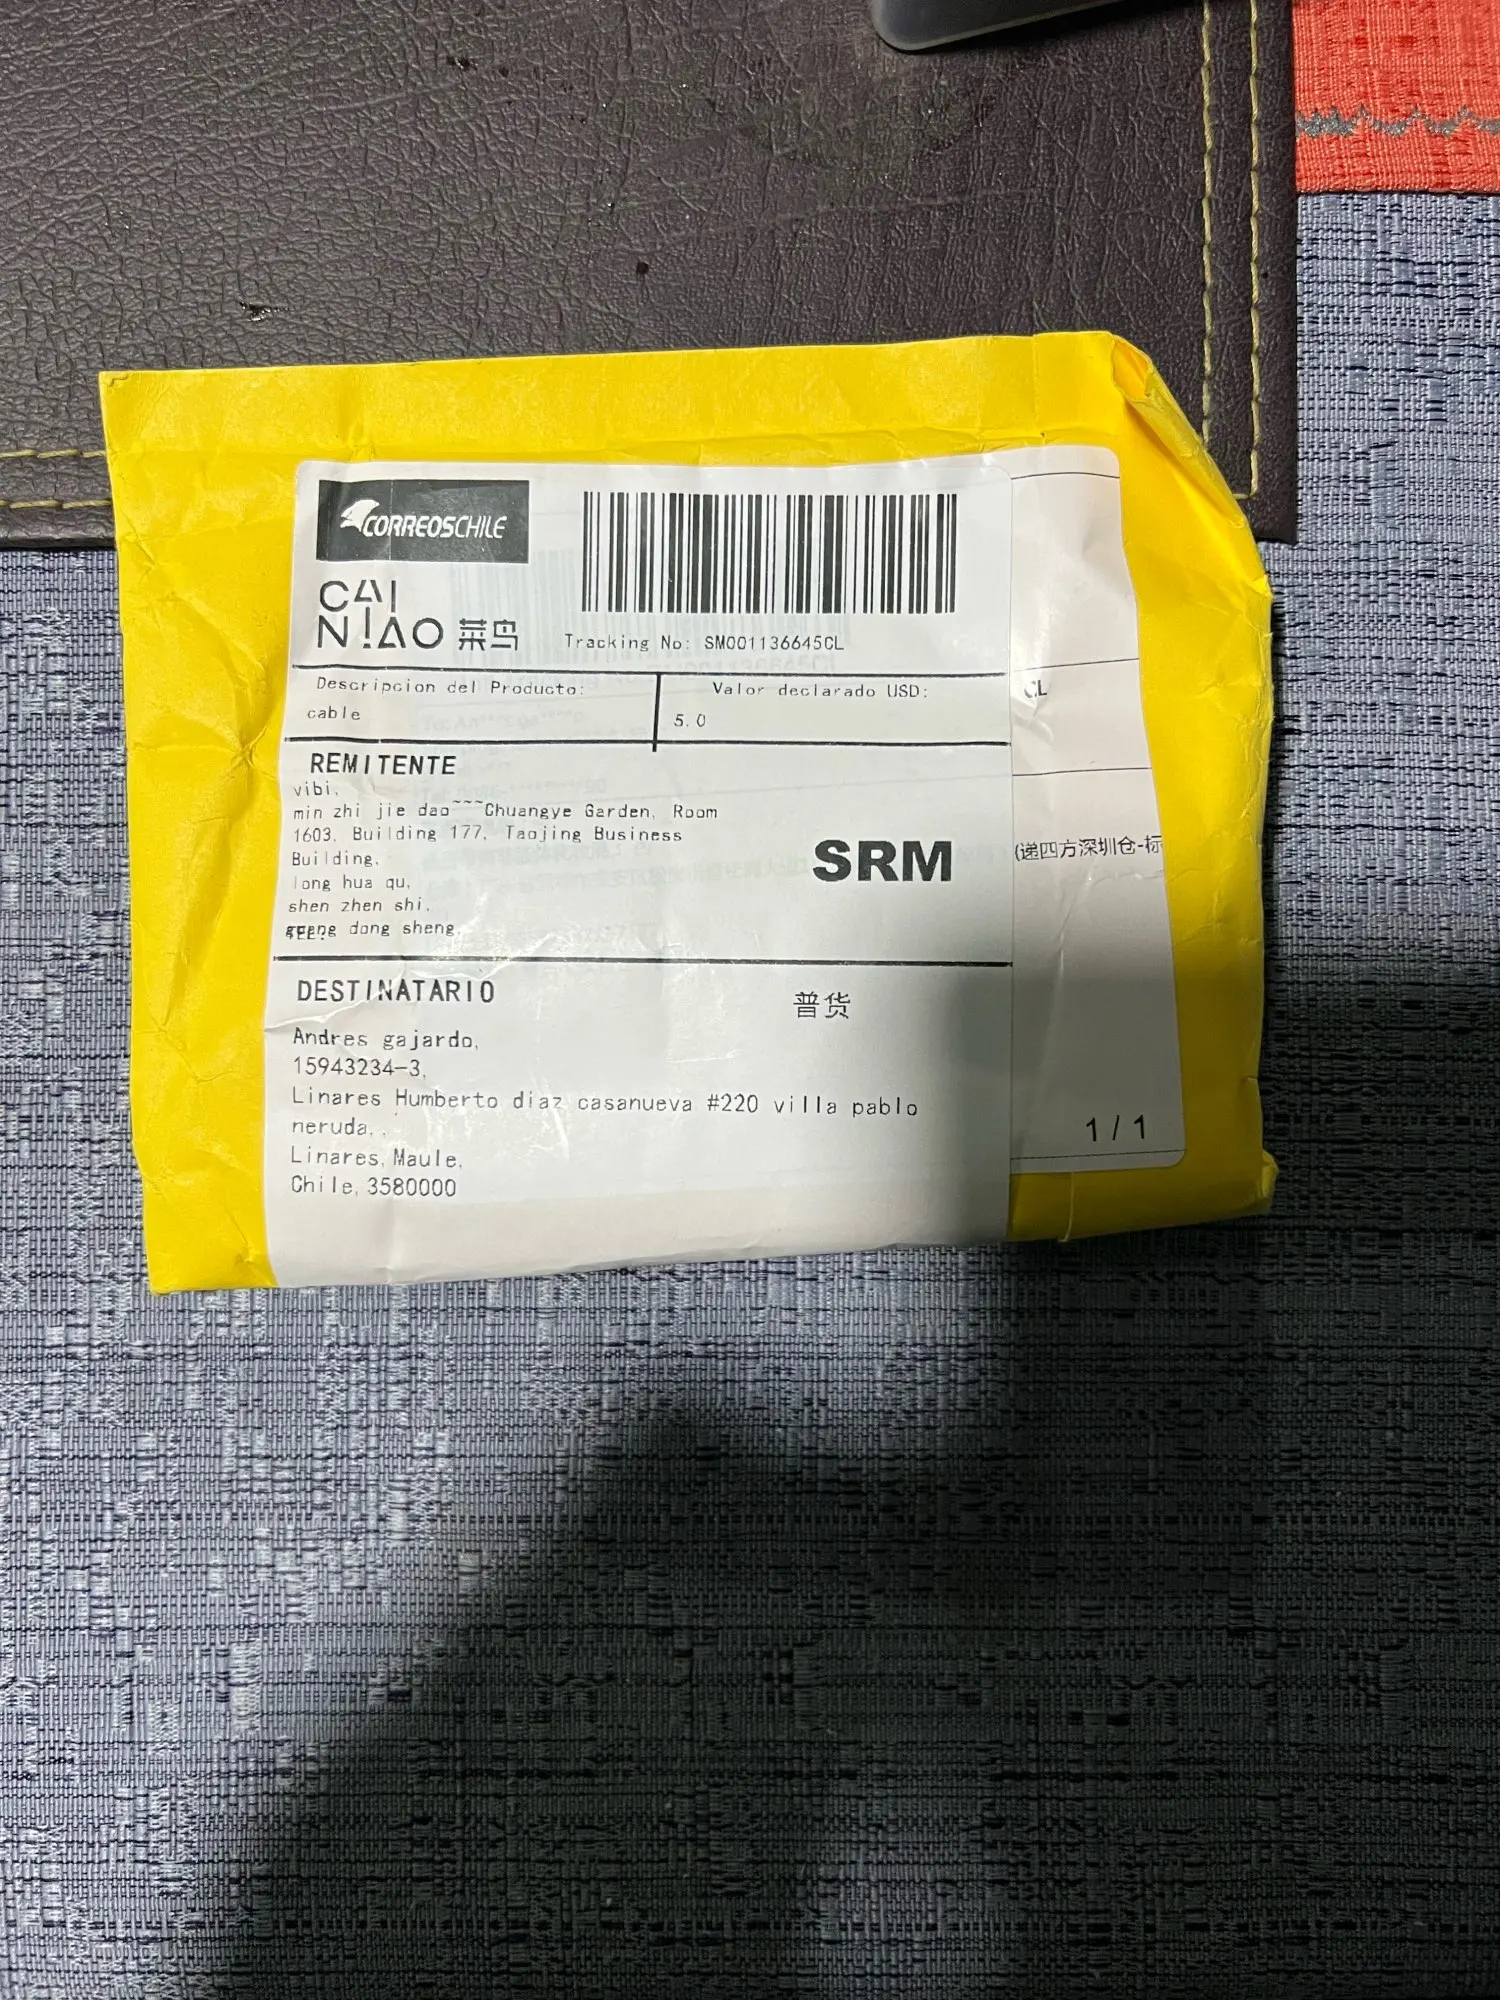 CORREOSCHILE
CAI
NIAO 菜鸟
Tracking No: SM001136645CL
Descripcion del Producto:
cable
Valor declarado USD:
5.0
CL
REMITENTE
vibi,
min zhi jie dao~~~Chuangye Garden, Room
1603, Building 177, Taojing Business
Building,
long hua qu,
shen zhen shi,
dong sheng,
SRM
(递四方深圳仓-标
DESTINATARIO
普货
Andres gajardo,
15943234-3,
Linares Humberto diaz casanueva #220 villa pablo
neruda, ,
Linares, Maule,
Chile, 3580000
1 / 1